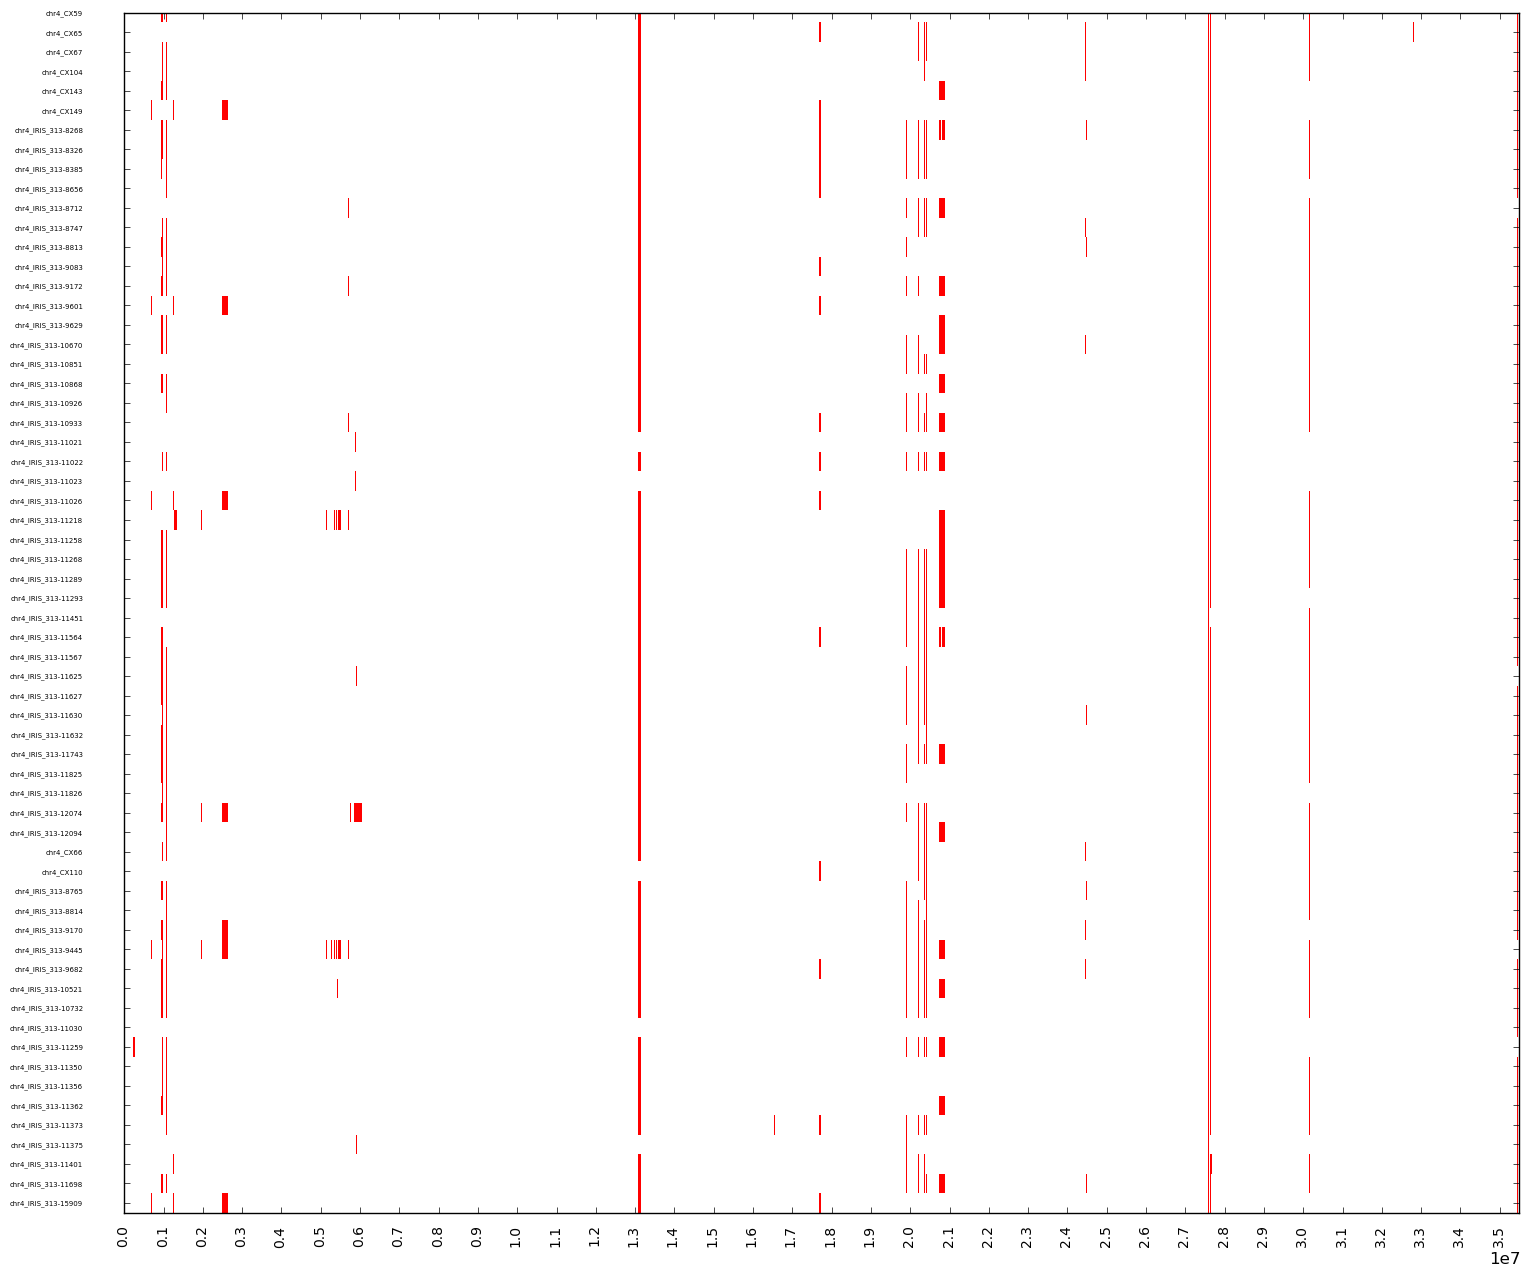 chr4_CX59
chr4_CX65
chr4_CX67
chr4_CX104
chr4_CX143
chr4_CX149
chr4_IRIS_313-8268
chr4_IRIS_313-8326
chr4_IRIS_313-8385
chr4_IRIS_313-8656
chr4_IRIS_313-8712
chr4_IRIS_313-8747
chr4_IRIS_313-8813
chr4_IRIS_313-9083
chr4_IRIS_313-9172
chr4_IRIS_313-9601
chr4_IRIS_313-9629
chr4_IRIS_313-10670
chr4_IRIS_313-10851
chr4_IRIS_313-10868
chr4_IRIS_313-10926
chr4_IRIS_313-10933
chr4_IRIS_313-11021
chr4_IRIS_313-11022
chr4_IRIS_313-11023
chr4_IRIS_313-11026
chr4_IRIS_313-11218
chr4_IRIS_313-11258
chr4_IRIS_313-11268
chr4_IRIS_313-11289
chr4_IRIS_313-11293
chr4_IRIS_313-11451
chr4_IRIS_313-11564
chr4_IRIS_313-11567
chr4_IRIS_313-11625
chr4_IRIS_313-11627
chr4_IRIS_313-11630
chr4_IRIS_313-11632
chr4_IRIS_313-11743
chr4_IRIS_313-11825
chr4_IRIS_313-11826
chr4_IRIS_313-12074
chr4_IRIS_313-12094
chr4_CX66
chr4_CX110
chr4_IRIS_313-8765
chr4_IRIS_313-8814
chr4_IRIS_313-9170
chr4_IRIS_313-9445
chr4_IRIS_313-9682
chr4_IRIS_313-10521
chr4_IRIS_313-10732
chr4_IRIS_313-11030
chr4_IRIS_313-11259
chr4_IRIS_313-11350
chr4_IRIS_313-11356
chr4_IRIS_313-11362
chr4_IRIS_313-11373
chr4_IRIS_313-11375
chr4_IRIS_313-11401
chr4_IRIS_313-11698
chr4_IRIS_313-15909
0.0 0.1 0.2 0.3 0.4 0.5 0.6 0.7 0.8 0.9 1.0 1.1 1.2 1.3 1.4 1.5 1.6 1.7 1.8 1.9 2.0 2.1 2.2 2.3 2.4 2.5 2.6 2.7 2.8 2.9 3.0 3.1 3.2 3.3 3.4 3.5
1e7